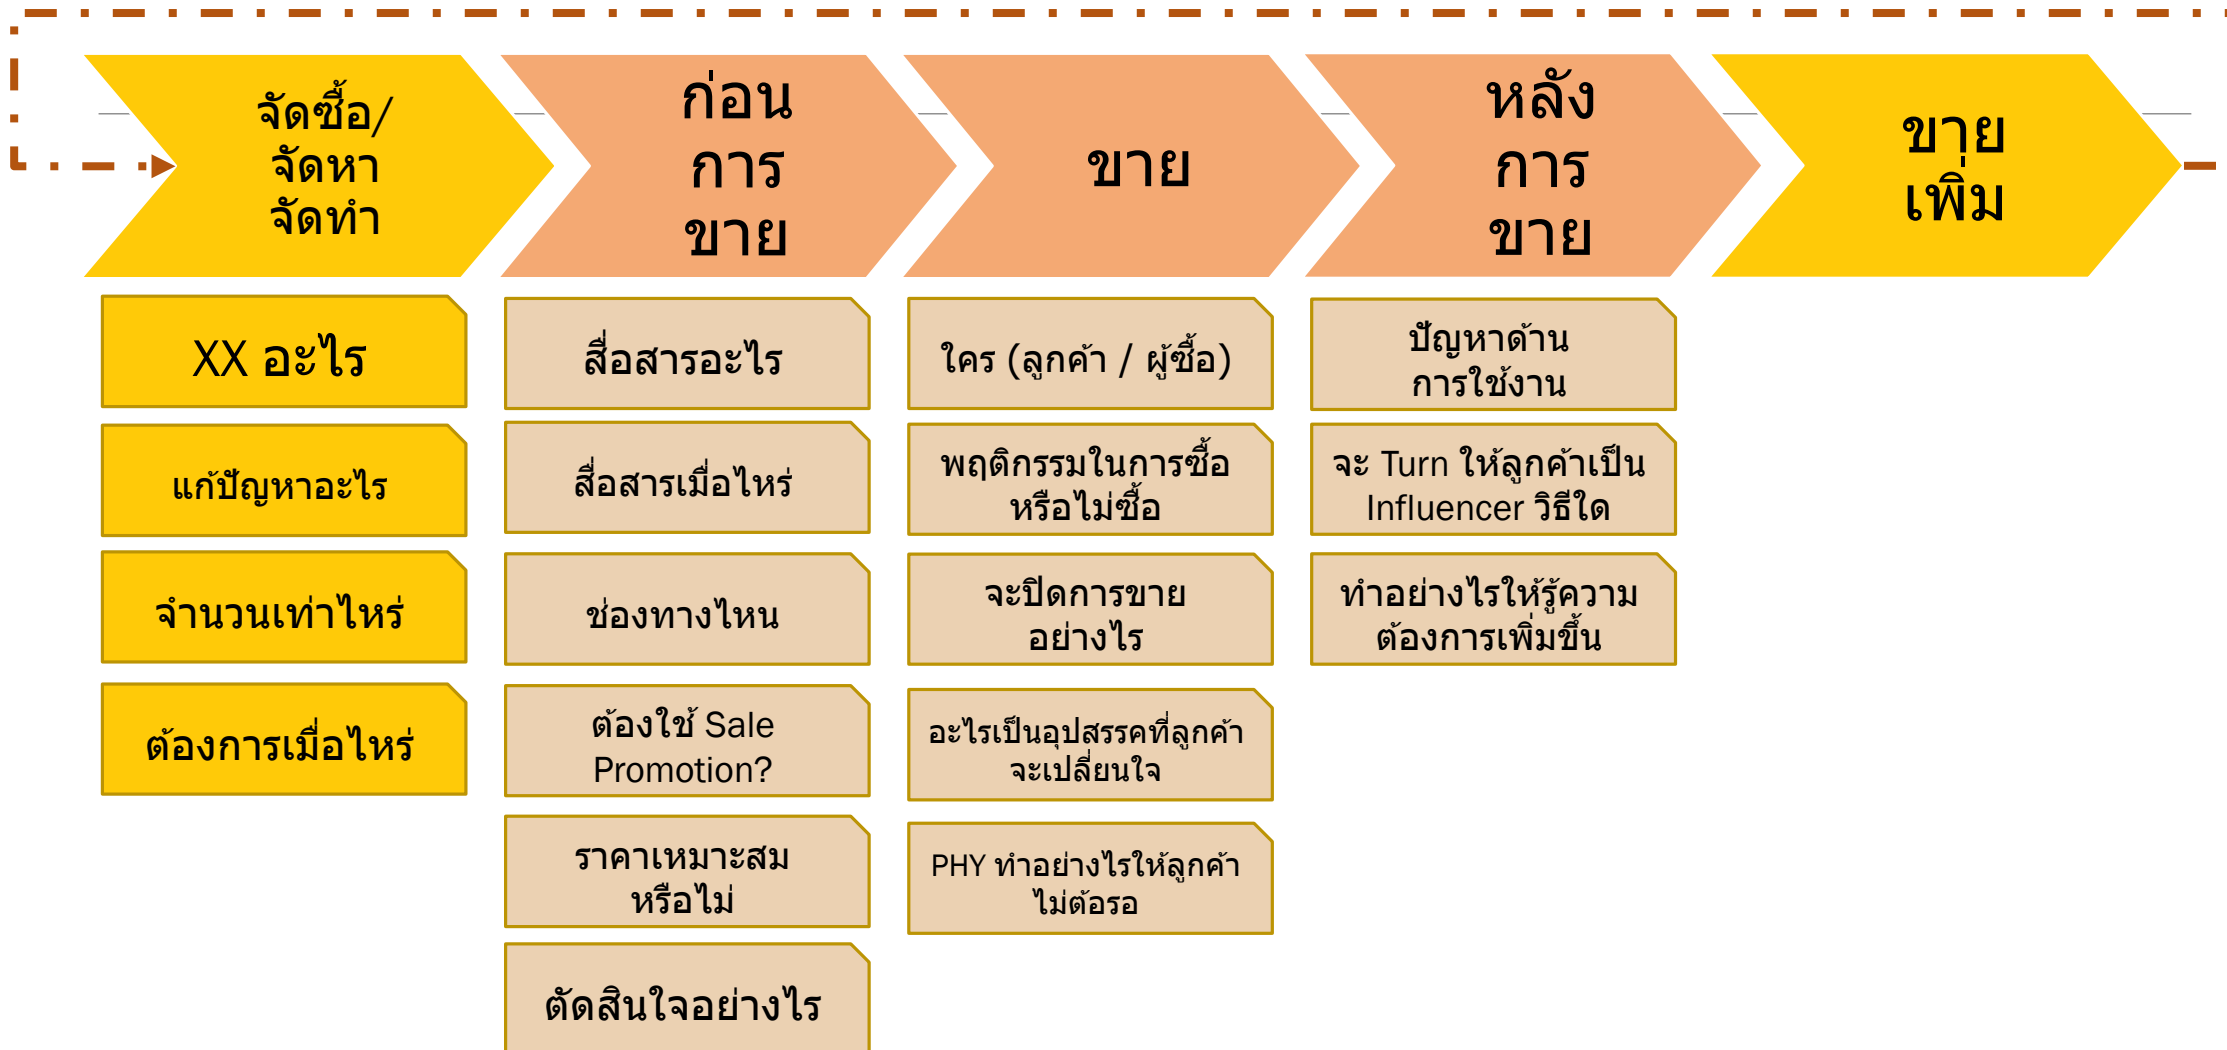 จัดซื้อ/
จัดหา
จัดทำ
ก่อน
การ
ขาย
ขาย
หลัง
การ
ขาย
ขาย
เพิ่ม
XX อะไร
แก้ปัญหาอะไร
จำนวนเท่าไหร่
ต้องการเมื่อไหร่
สื่อสารอะไร
สื่อสารเมื่อไหร่
ช่องทางไหน
ต้องใช้ Sale
Promotion?
ราคาเหมาะสม
หรือไม่
ตัดสินใจอย่างไร
ใคร (ลูกค้า / ผู้ซื้อ)
พฤติกรรมในการซื้อ
หรือไม่ซื้อ
จะปิดการขาย
อย่างไร
อะไรเป็นอุปสรรคที่ลูกค้า
จะเปลี่ยนใจ
PHY ทำอย่างไรให้ลูกค้า
ไม่ต้อรอ
ปัญหาด้าน
การใช้งาน
จะ Turn ให้ลูกค้าเป็น
Influencer วิธีใด
ทำอย่างไรให้รู้ความ
ต้องการเพิ่มขึ้น